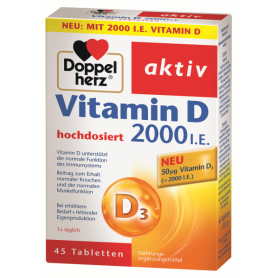 NEU: MIT 2000 I.E. VITAMIN D
Doppel
herz®
aktiv
Vitamin D
hochdosiert 2000 I.E.
Vitamin D unterstützt
die normale Funktion
des Immunsystems
Beitrag zum Erhalt
normaler Knochen
und der normalen
Muskelfunktion
Bei erhöhtem
Bedarf + fehlender
Eigenproduktion
1x täglich
NEU
50µg Vitamin D3
(= 2000 I.E.)
D3
45 Tabletten
Nahrungs-
ergänzungsmittel